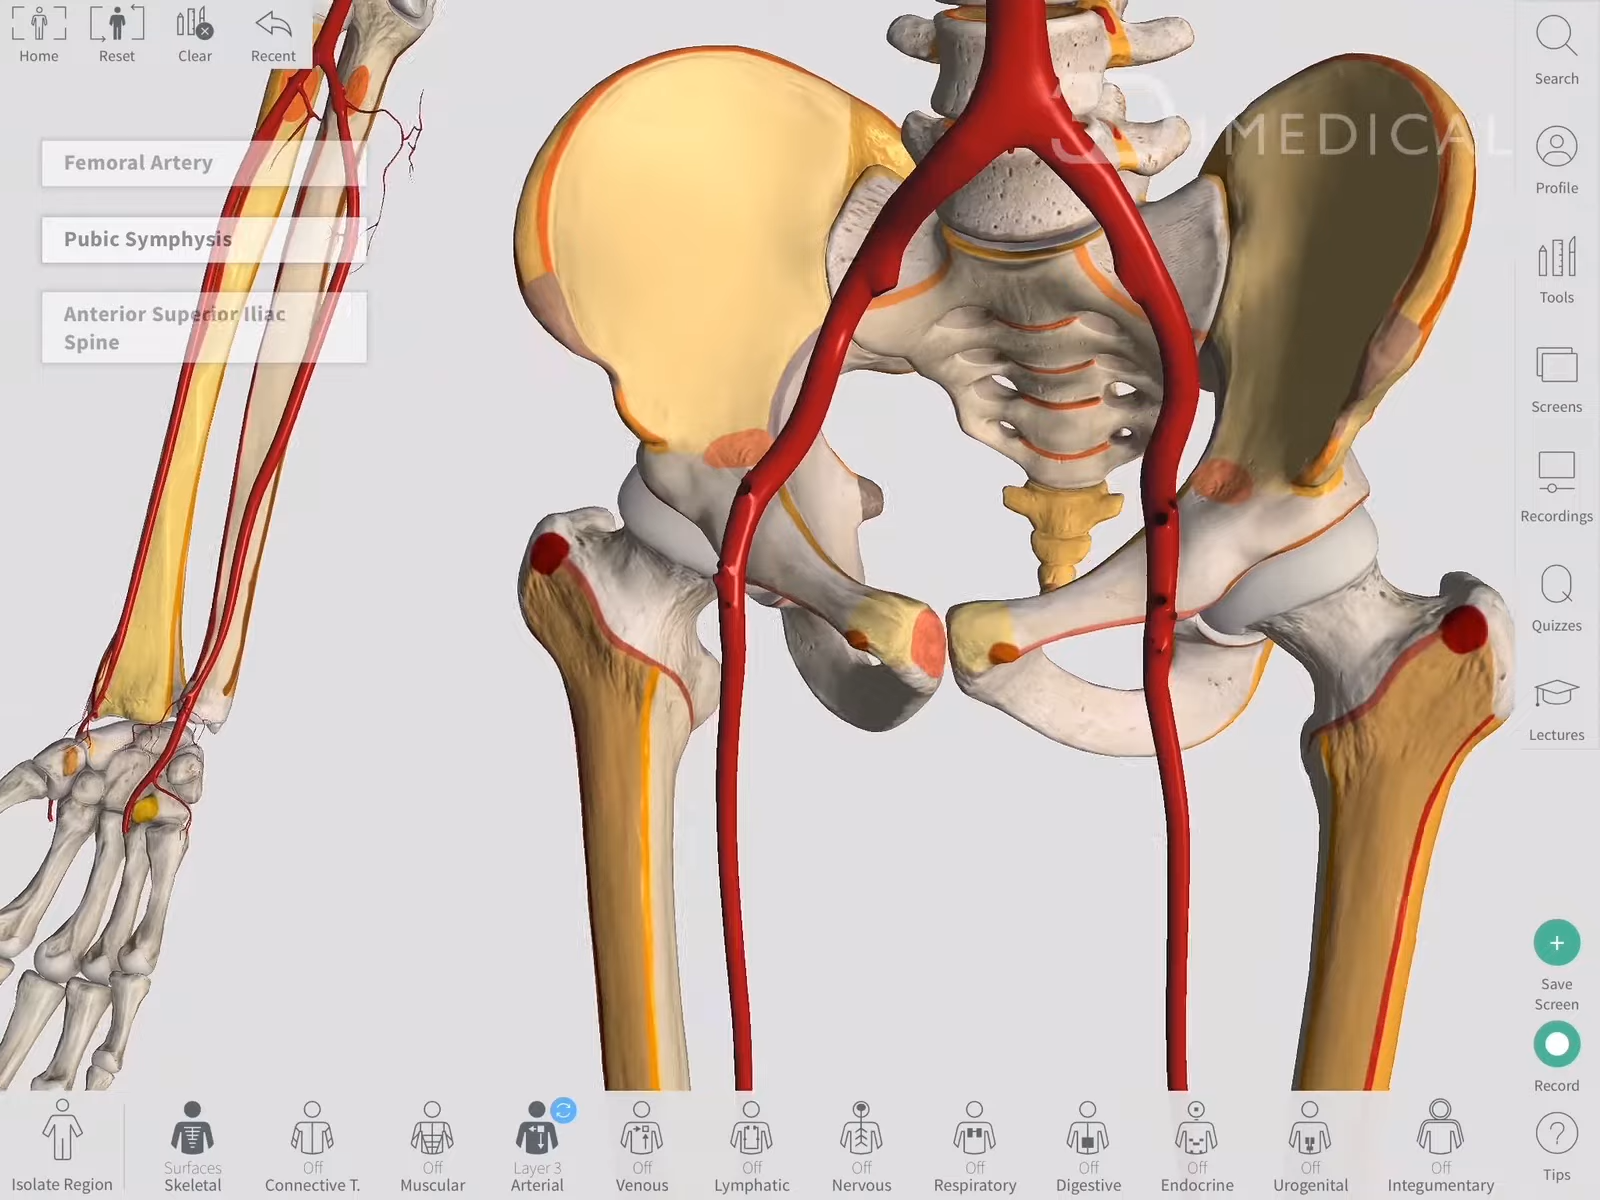 Home
Reset
Clear
Recent
Femoral Artery
Pubic Symphysis
Anterior Superior Iliac
Spine
IMEDICAL
Search
Profile
Tools
Screens
Recordings
Quizzes
Lectures
Save
Screen
Record
Tips
Isolate Region
Surfaces
Skeletal
Off
Connective T.
Off
Muscular
Layer 3
Arterial
Off
Venous
Off
Lymphatic
Off
Nervous
Off
Respiratory
Off
Digestive
Off
Endocrine
Off
Urogenital
Off
Integumentary